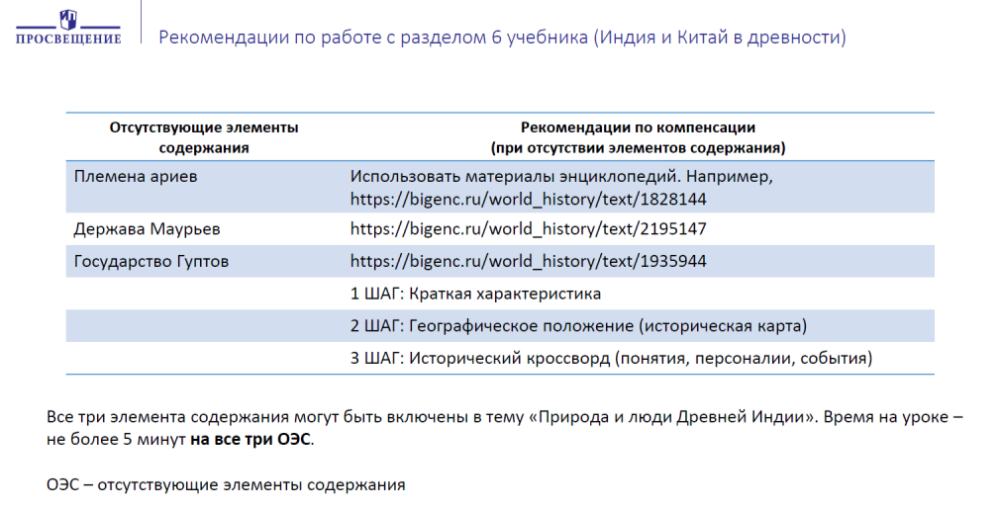 ИП
ПРОСВЕЩЕНИЕ
Рекомендации по работе с разделом 6 учебника (Индия и Китай в древности)
Отсутствующие элементы содержания
Рекомендации по компенсации
(при отсутствии элементов содержания)
Племена ариев
Использовать материалы энциклопедий. Например,
https://bigenc.ru/world_history/text/1828144
Держава Маурьев
https://bigenc.ru/world_history/text/2195147
Государство Гуптов
https://bigenc.ru/world_history/text/1935944
1 ШАГ: Краткая характеристика
2 ШАГ: Географическое положение (историческая карта)
3 ШАГ: Исторический кроссворд (понятия, персоналии, события)
Все три элемента содержания могут быть включены в тему «Природа и люди Древней Индии». Время на уроке –
не более 5 минут на все три ОЭС.
ОЭС – отсутствующие элементы содержания